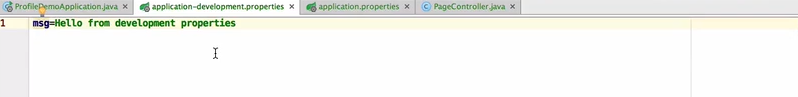 ProfileDemoApplication.java application-development.properties application.properties PageController.java
1 msg=Hello from development properties